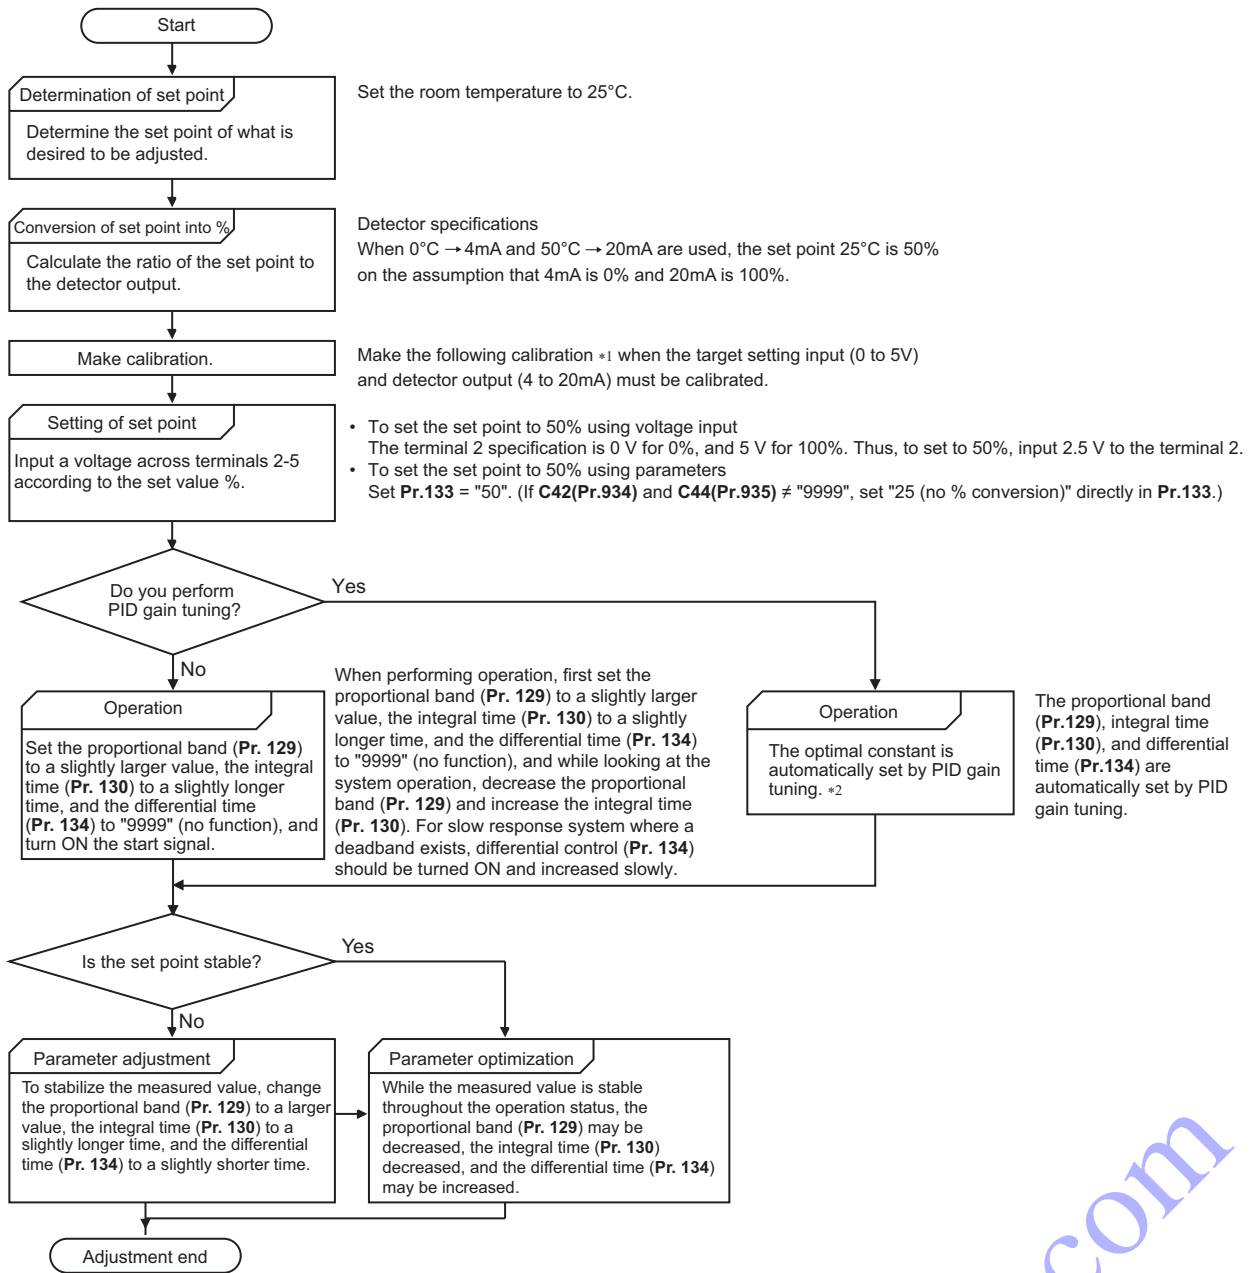 Start
Determination of set point
Set the room temperature to 25°C.
Determine the set point of what is
desired to be adjusted.
Conversion of set point into %
Calculate the ratio of the set point to
the detector output.
Detector specifications
When 0°C → 4mA and 50°C → 20mA are used, the set point 25°C is 50%
on the assumption that 4mA is 0% and 20mA is 100%.
Make calibration.
Make the following calibration *1 when the target setting input (0 to 5V)
and detector output (4 to 20mA) must be calibrated.
Setting of set point
Input a voltage across terminals 2-5
according to the set value %.
• To set the set point to 50% using voltage input
The terminal 2 specification is 0 V for 0%, and 5 V for 100%. Thus, to set to 50%, input 2.5 V to the terminal 2.
• To set the set point to 50% using parameters
Set Pr.133 = "50". (If C42(Pr.934) and C44(Pr.935) ≠ "9999", set "25 (no % conversion)" directly in Pr.133.)
Do you perform
PID gain tuning?
Yes
No
Operation
Set the proportional band (Pr. 129)
to a slightly larger value, the integral
time (Pr. 130) to a slightly longer
time, and the differential time
(Pr. 134) to "9999" (no function), and
turn ON the start signal.
When performing operation, first set the
proportional band (Pr. 129) to a slightly larger
value, the integral time (Pr. 130) to a slightly
longer time, and the differential time (Pr. 134)
to "9999" (no function), and while looking at the
system operation, decrease the proportional
band (Pr. 129) and increase the integral time
(Pr. 130). For slow response system where a
deadband exists, differential control (Pr. 134)
should be turned ON and increased slowly.
Operation
The optimal constant is
automatically set by PID gain
tuning. *2
The proportional band
(Pr.129), integral time
(Pr.130), and differential
time (Pr.134) are
automatically set by PID
gain tuning.
Is the set point stable?
Yes
No
Parameter adjustment
To stabilize the measured value, change
the proportional band (Pr. 129) to a larger
value, the integral time (Pr. 130) to a
slightly longer time, and the differential
time (Pr. 134) to a slightly shorter time.
Parameter optimization
While the measured value is stable
throughout the operation status, the
proportional band (Pr. 129) may be
decreased, the integral time (Pr. 130)
decreased, and the differential time (Pr. 134)
may be increased.
Adjustment end
com